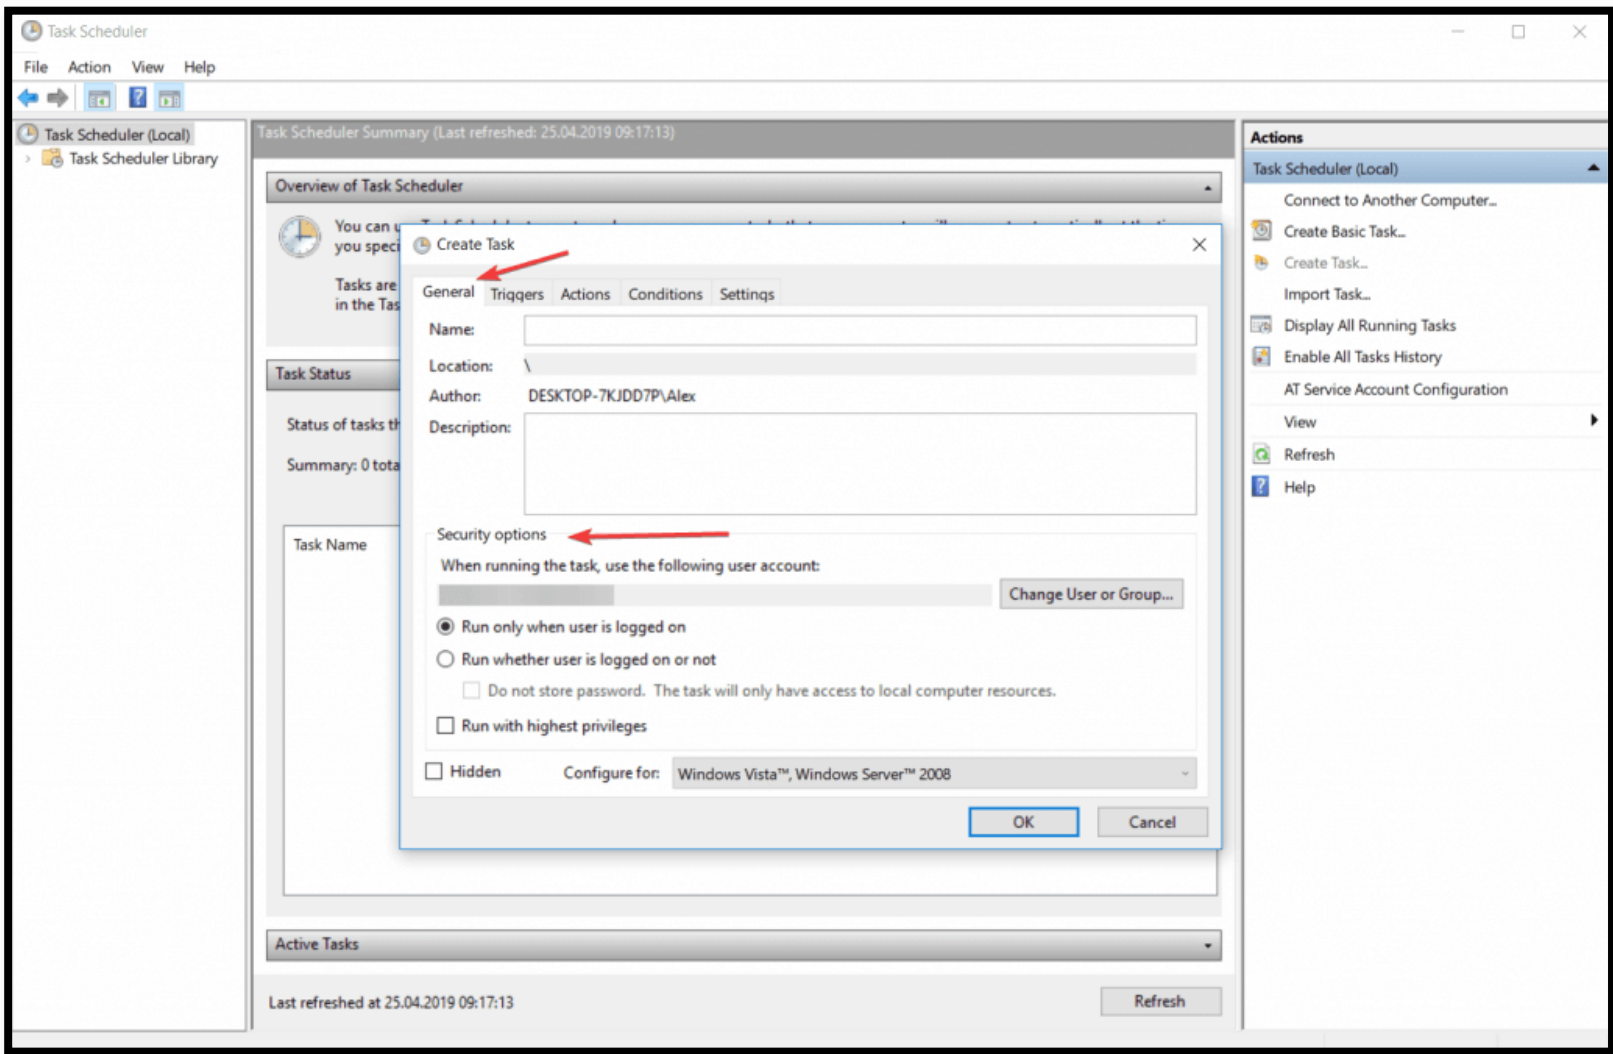 Task Scheduler
File Action View Help
Task Scheduler (Local)
Task Scheduler Library
Task Scheduler Summary (Last refreshed: 25.04.2019 09:17:13)
Overview of Task Scheduler
You can
you speci
Tasks are
in the Tas
Task Status
Status of tasks th
Summary: 0 tota
Task Name
Create Task
General Triggers Actions Conditions Settings
Name:
Location: \
Author: DESKTOP-7KJDD7P\Alex
Description:
Security options
When running the task, use the following user account:
Change User or Group...
Run only when user is logged on
Run whether user is logged on or not
Do not store password. The task will only have access to local computer resources.
Run with highest privileges
Hidden Configure for: Windows Vista™, Windows Server™ 2008
OK Cancel
Active Tasks
Last refreshed at 25.04.2019 09:17:13
Refresh
Actions
Task Scheduler (Local)
Connect to Another Computer...
Create Basic Task...
Create Task...
Import Task...
Display All Running Tasks
Enable All Tasks History
AT Service Account Configuration
View
Refresh
Help